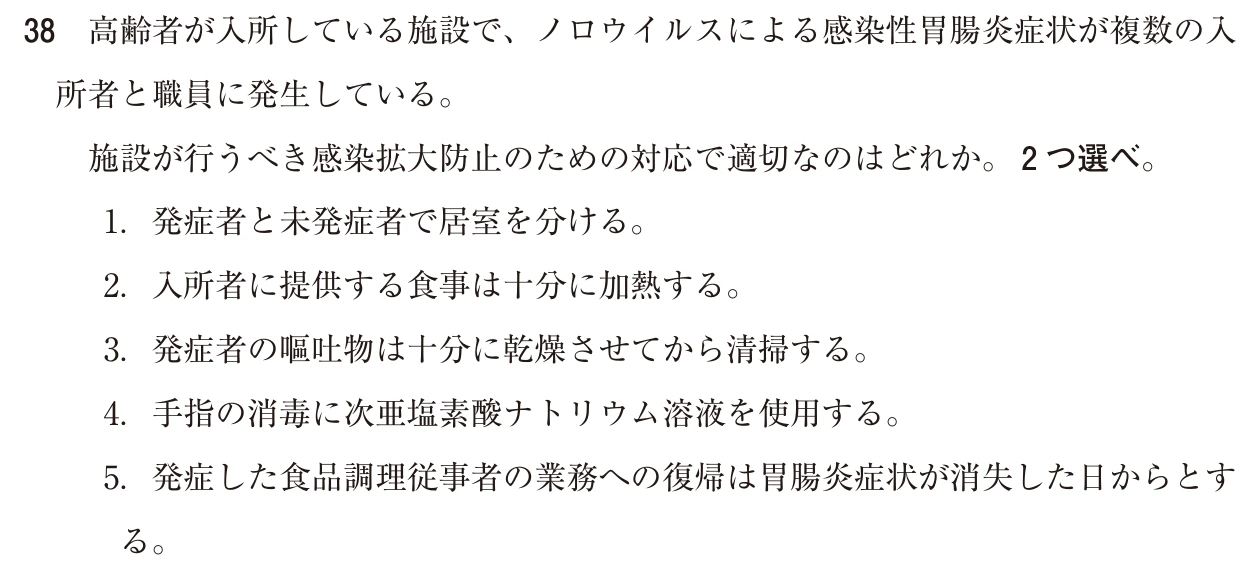 38 高齢者が入所している施設で、ノロウイルスによる感染性胃腸炎症状が複数の入
所者と職員に発生している。
施設が行うべき感染拡大防止のための対応で適切なのはどれか。2つ選べ。
1. 発症者と未発症者で居室を分ける。
2. 入所者に提供する食事は十分に加熱する。
3. 発症者の嘔吐物は十分に乾燥させてから清掃する。
4. 手指の消毒に次亜塩素酸ナトリウム溶液を使用する。
5. 発症した食品調理従事者の業務への復帰は胃腸炎症状が消失した日からとす
る。